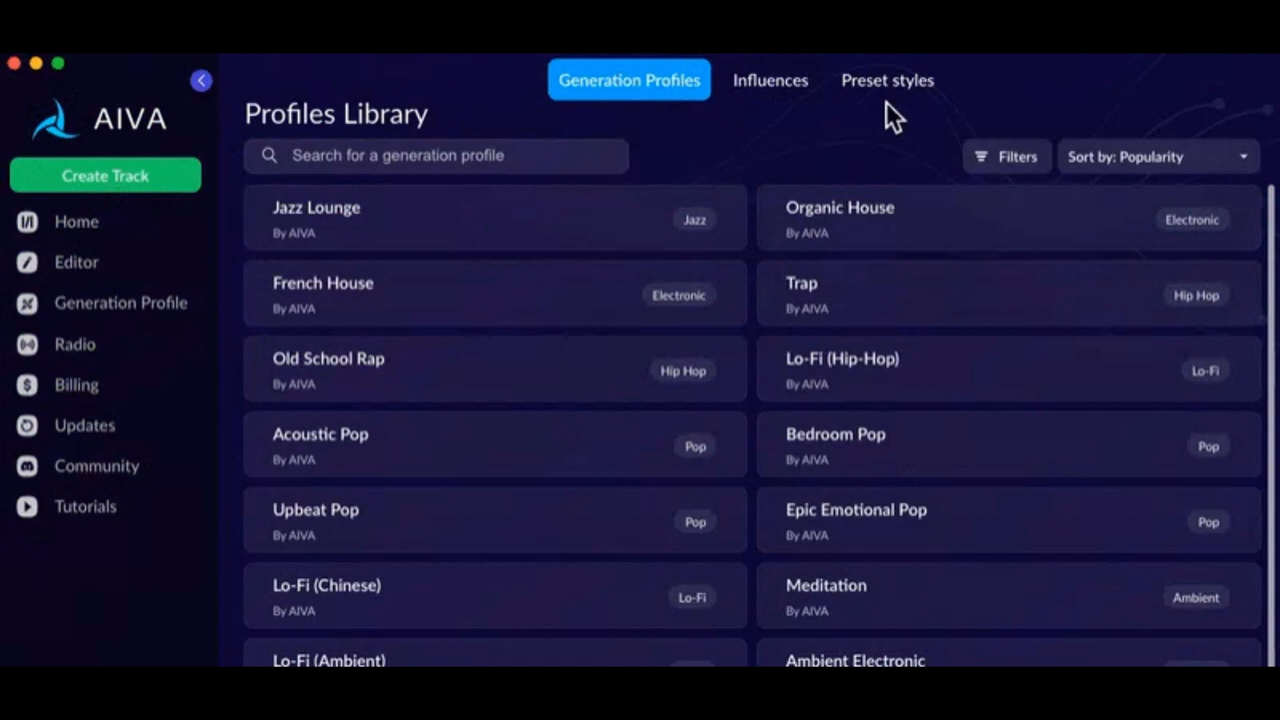 Generation Profiles
Influences
Preset styles
AIVA
Create Track
Home
Editor
Generation Profile
Radio
Billing
Updates
Community
Tutorials
Profiles Library
Search for a generation profile
Filters
Sort by: Popularity
Jazz Lounge
By AIVA
Jazz
Organic House
By AIVA
Electronic
French House
By AIVA
Electronic
Trap
By AIVA
Hip Hop
Old School Rap
By AIVA
Hip Hop
Lo-Fi (Hip-Hop)
By AIVA
Lo-Fi
Acoustic Pop
By AIVA
Pop
Bedroom Pop
By AIVA
Pop
Upbeat Pop
By AIVA
Pop
Epic Emotional Pop
By AIVA
Pop
Lo-Fi (Chinese)
By AIVA
Lo-Fi
Meditation
By AIVA
Ambient
Lo-Fi (Ambient)
Ambient Electronic